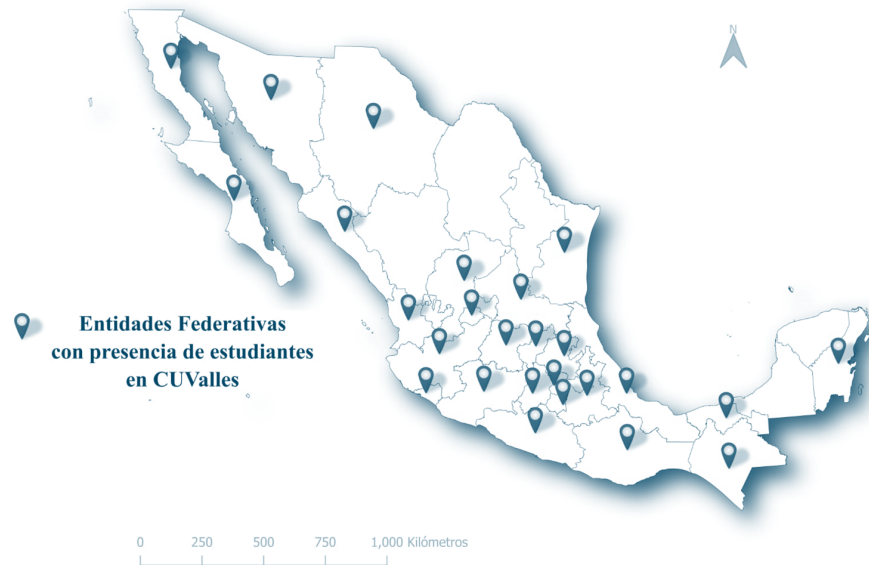 N
Entidades Federativas
con presencia de estudiantes
en CUValles
0 250 500 750 1,000 Kilómetros